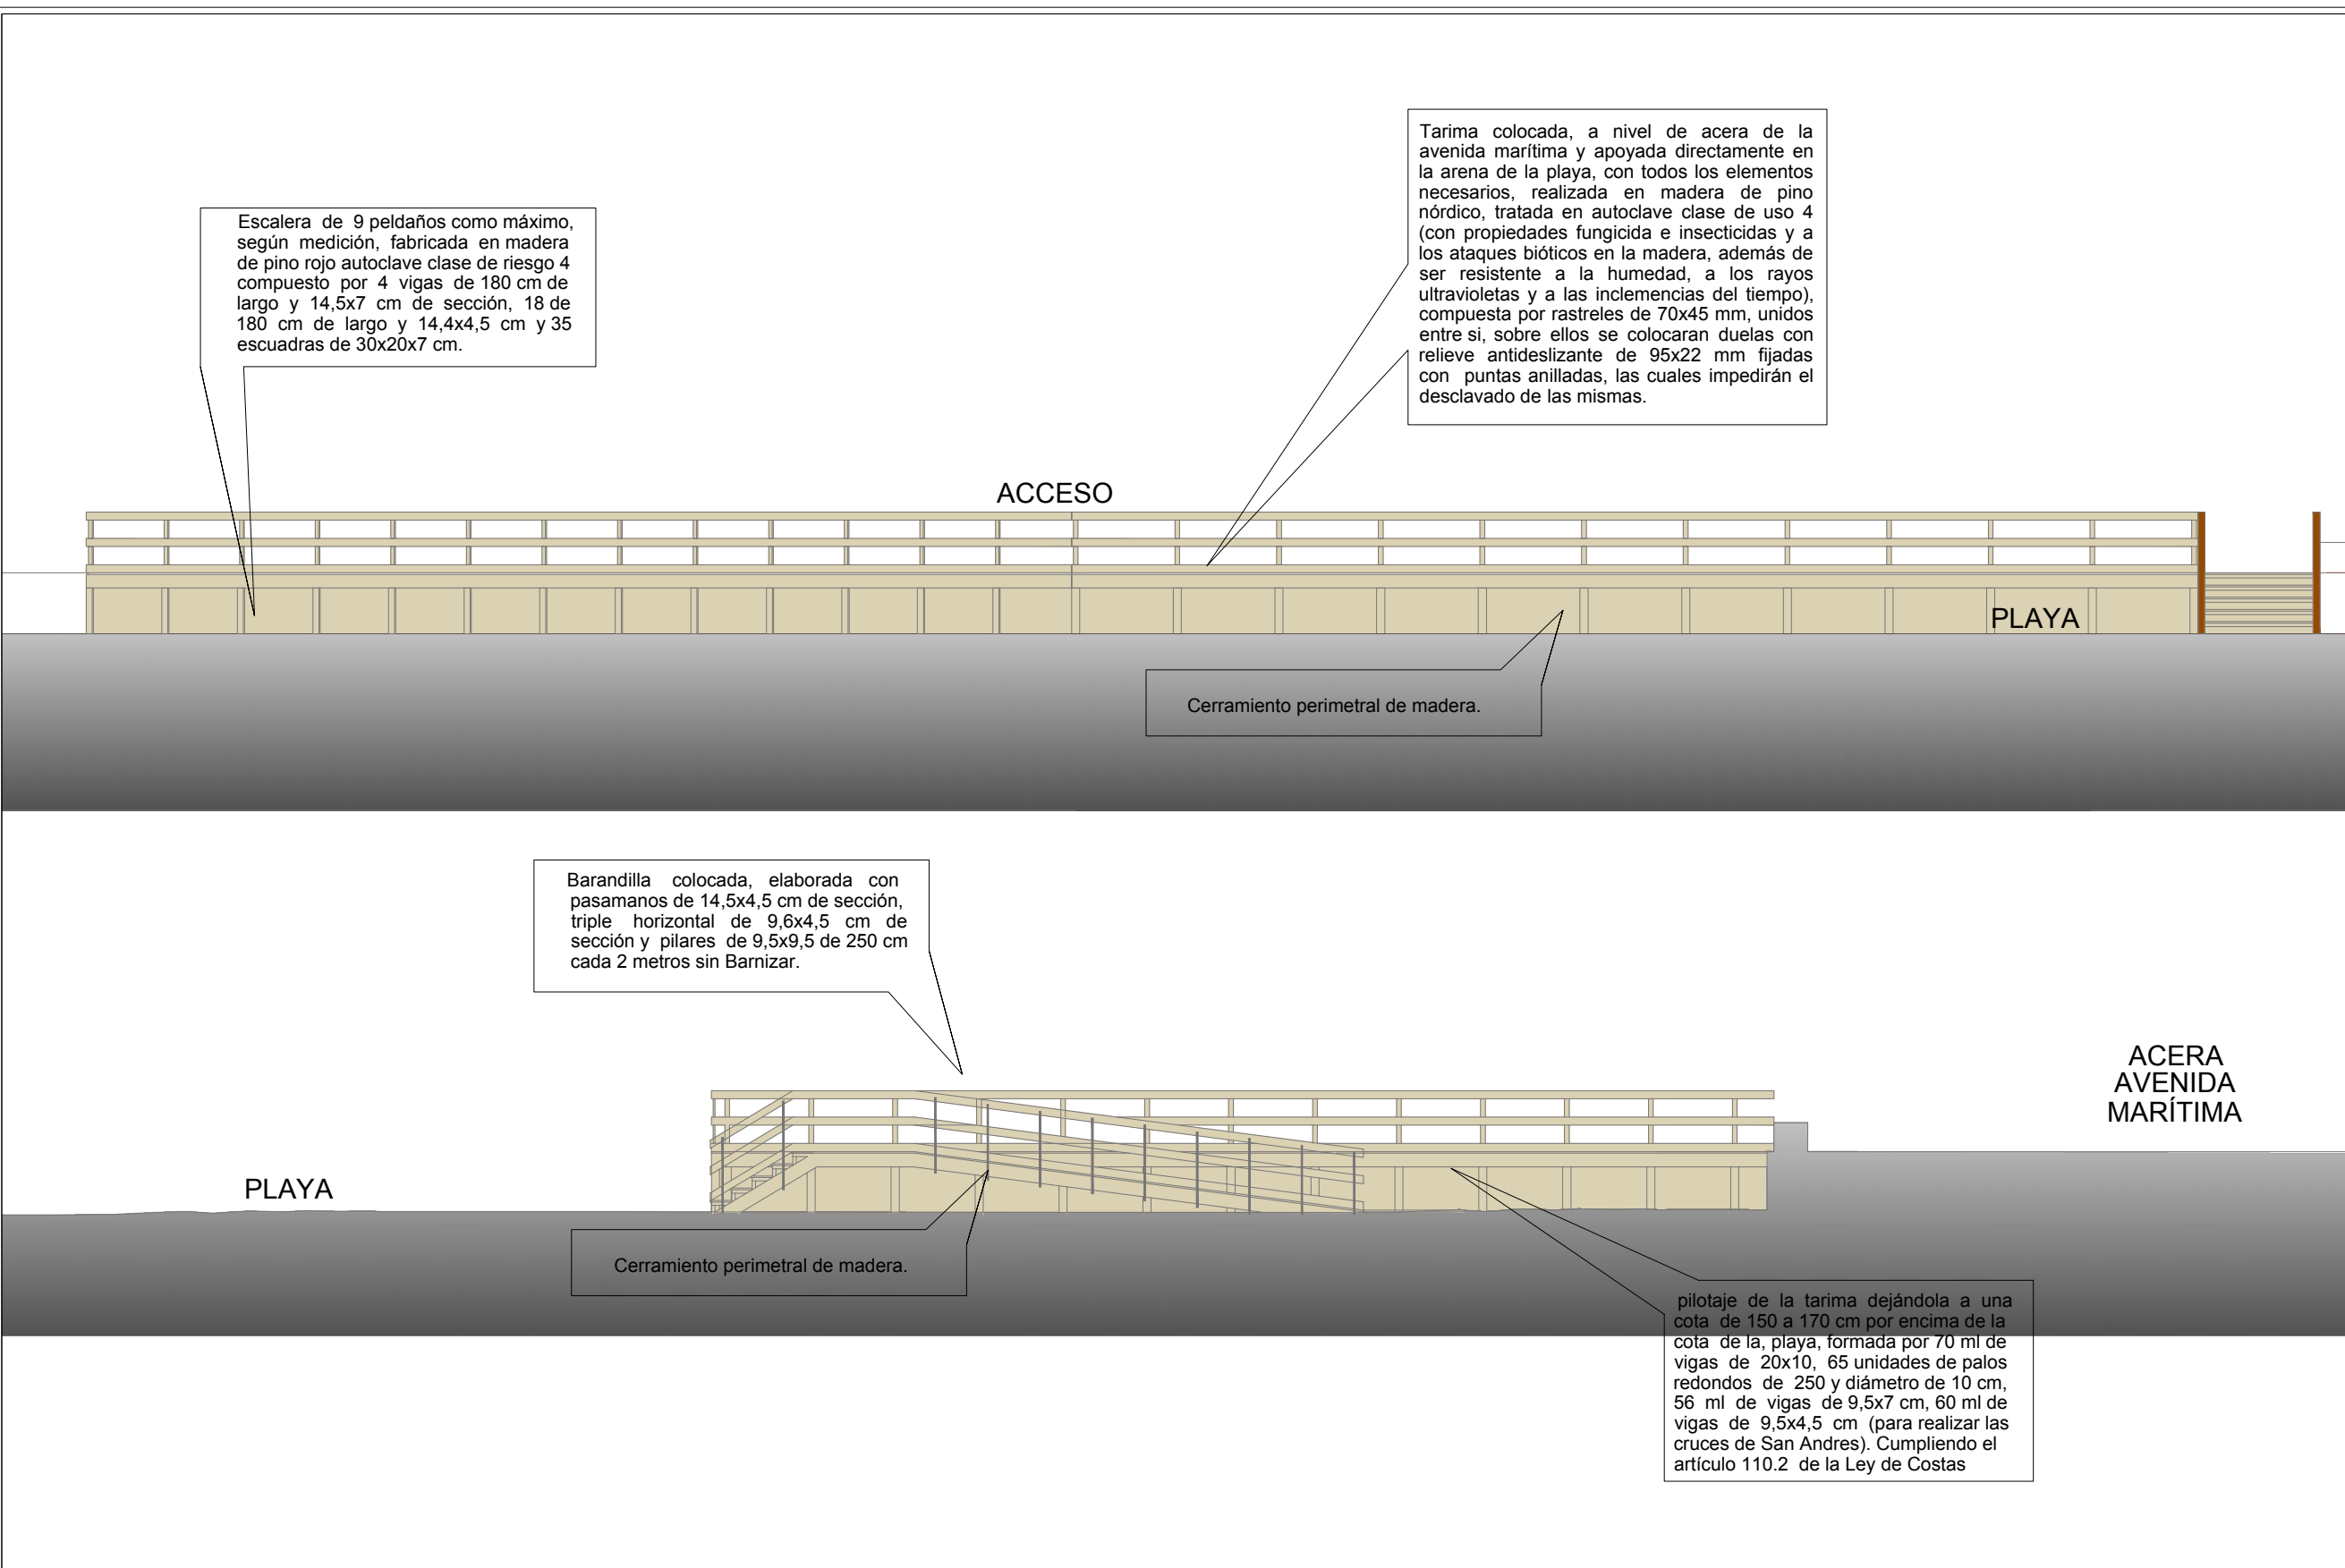 Tarima colocada, a nivel de acera de la
avenida marítima y apoyada directamente en
la arena de la playa, con todos los elementos
necesarios, realizada en madera de pino
nórdico, tratada en autoclave clase de uso 4
(con propiedades fungicida e insecticidas y a
los ataques bióticos en la madera, además de
ser resistente a la humedad, a los rayos
ultravioletas y a las inclemencias del tiempo),
compuesta por rastreles de 70x45 mm, unidos
entre si, sobre ellos se colocaran duelas con
relieve antideslizante de 95x22 mm fijadas
con puntas anilladas, las cuales impedirán el
desclavado de las mismas.
Escalera de 9 peldaños como máximo,
según medición, fabricada en madera
de pino rojo autoclave clase de riesgo 4
compuesto por 4 vigas de 180 cm de
largo y 14,5x7 cm de sección, 18 de
180 cm de largo y 14,4x4,5 cm y 35
escuadras de 30x20x7 cm.
ACCESO
PLAYA
Cerramiento perimetral de madera.
Barandilla colocada, elaborada con
pasamanos de 14,5x4,5 cm de sección,
triple horizontal de 9,6x4,5 cm de
sección y pilares de 9,5x9,5 de 250 cm
cada 2 metros sin Barnizar.
ACERA
AVENIDA
MARÍTIMA
PLAYA
Cerramiento perimetral de madera.
pilotaje de la tarima dejándola a una
cota de 150 a 170 cm por encima de la
cota de la, playa, formada por 70 ml de
vigas de 20x10, 65 unidades de palos
redondos de 250 y diámetro de 10 cm,
56 ml de vigas de 9,5x7 cm, 60 ml de
vigas de 9,5x4,5 cm (para realizar las
cruces de San Andres). Cumpliendo el
artículo 110.2 de la Ley de Costas